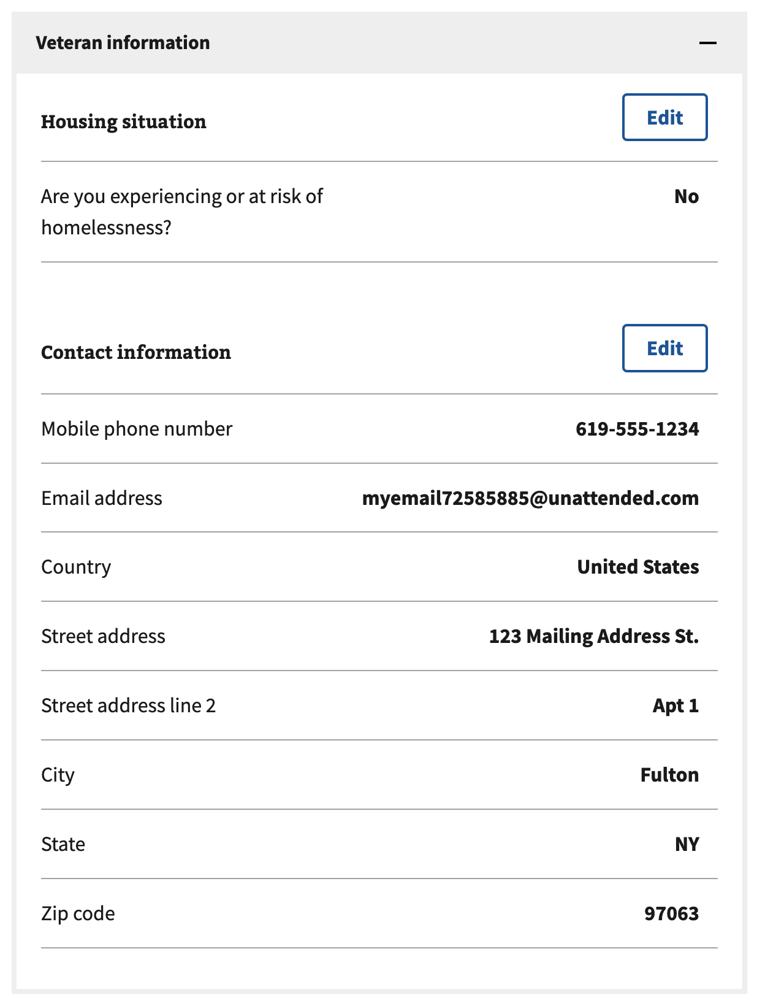 Veteran information
Housing situation
Edit
Are you experiencing or at risk of
homelessness?
No
Contact information
Edit
Mobile phone number
619-555-1234
Email address
myemail72585885@unattended.com
Country
United States
Street address
123 Mailing Address St.
Street address line 2
Apt 1
City
Fulton
State
NY
Zip code
97063